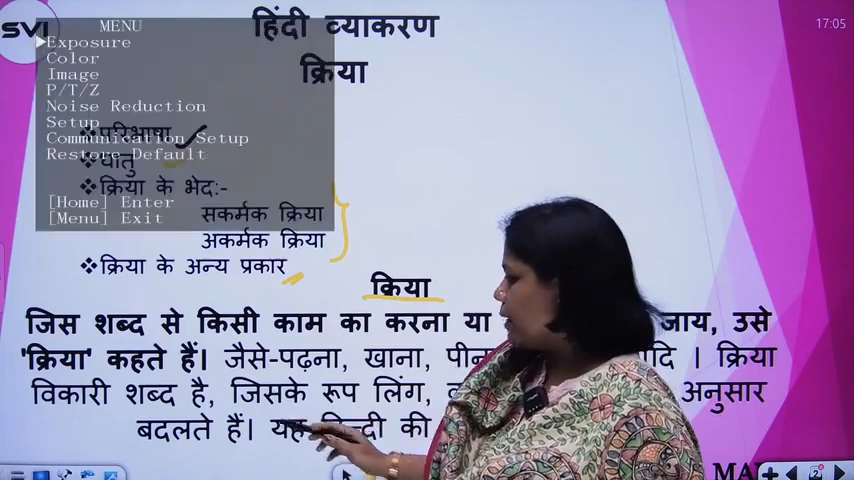 SVI
MENU
17:05
Exposure
Color
Image
P/T/Z
Noise Reduction
Setup
Communication Setup
Restore Default
[Home] Enter
[Menu] Exit
हिंदी व्याकरण
क्रिया
❖परिभाषा
❖धातु
❖क्रिया के भेद:-
सकर्मक क्रिया
अकर्मक क्रिया
❖क्रिया के अन्य प्रकार
क्रिया
जिस शब्द से किसी काम का करना या जाय, उसे
'क्रिया' कहते हैं। जैसे-पढ़ना, खाना, । क्रिया
विकारी शब्द है, जिसके रूप लिंग, अनुसार
बदलते हैं। यह हिन्दी की